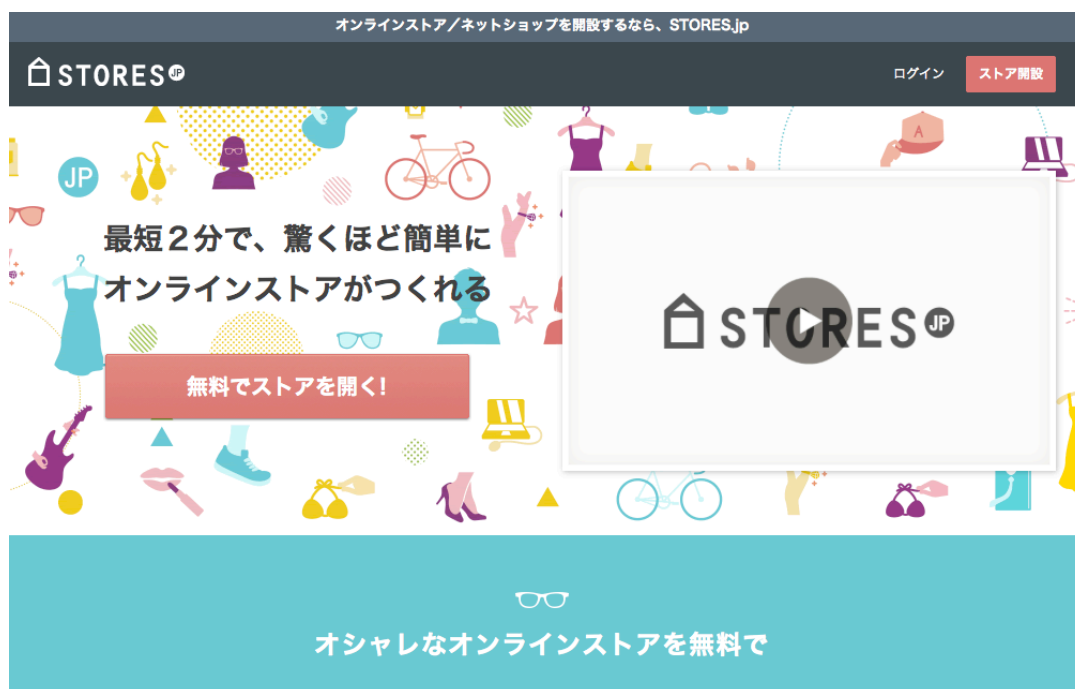 オンラインストア／ネットショップを開設するなら、STORES.jp
STORES JP
ログイン
ストア開設
JP
A
最短２分で、驚くほど簡単に
オンラインストアがつくれる
STORES JP
無料でストアを開く!
オシャレなオンラインストアを無料で